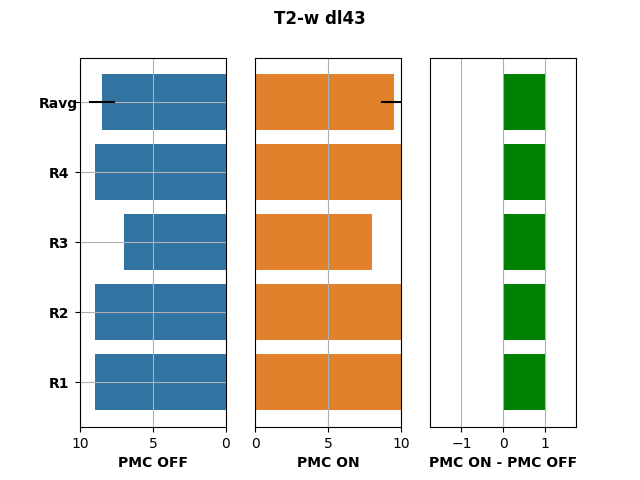 T2-w dl43
Ravg
R4
R3
R2
R1
10 5 0 0 5 10 −1 0 1
PMC OFF PMC ON PMC ON - PMC OFF